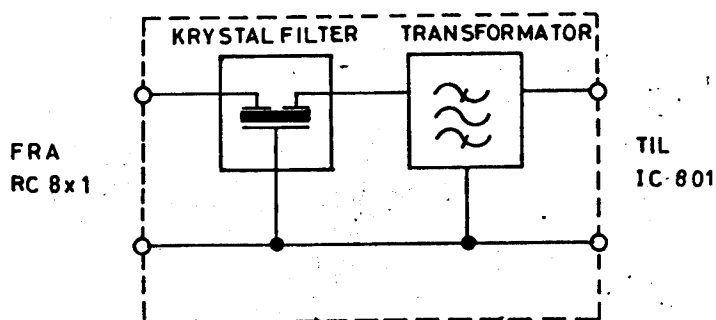 KRYSTAL FILTER
TRANSFORMATOR
FRA
RC 8x1
TIL
IC-801